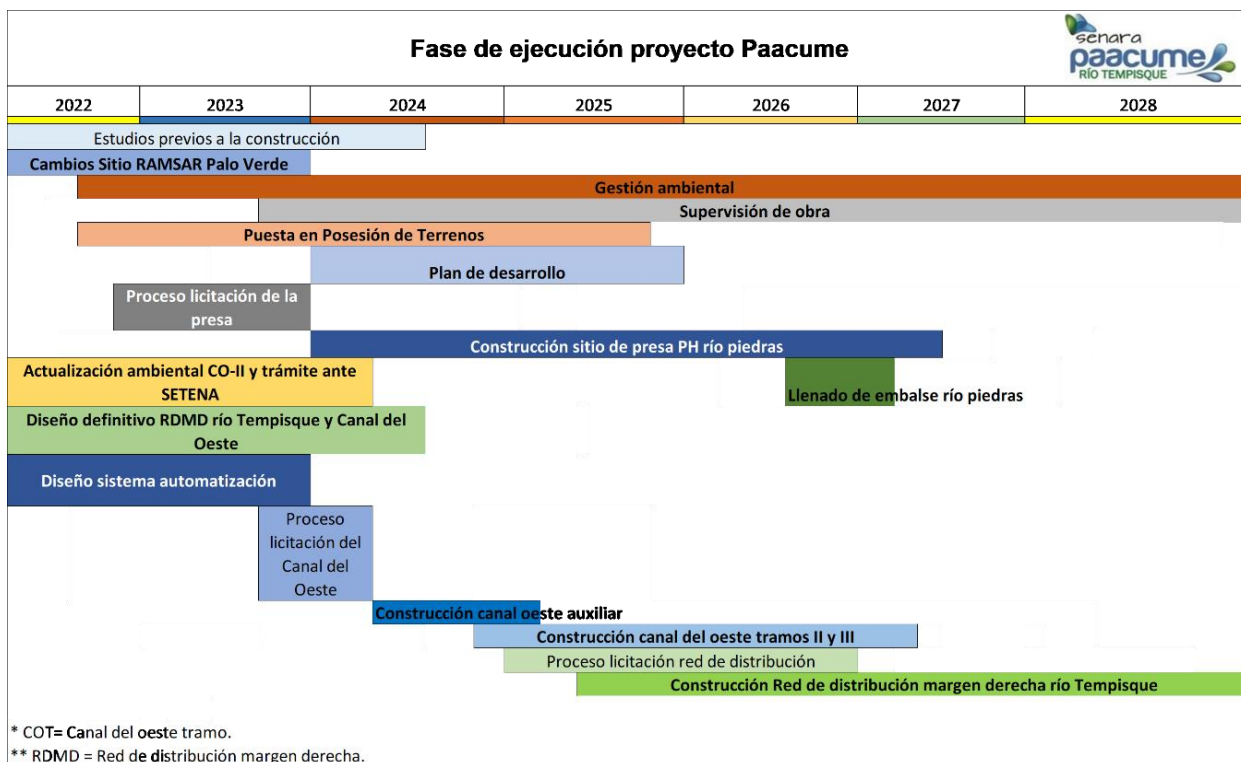 Fase de ejecución proyecto Paacume
senara
paacume
RÍO TEMPISQUE
2022 2023 2024 2025 2026 2027 2028
Estudios previos a la construcción
Cambios Sitio RAMSAR Palo Verde
Gestión ambiental
Supervisión de obra
Puesta en Posesión de Terrenos
Plan de desarrollo
Proceso licitación de la
presa
Construcción sitio de presa PH río piedras
Actualización ambiental CO-II y trámite ante
SETENA
Llenado de embalse río piedras
Diseño definitivo RDMD río Tempisque y Canal del
Oeste
Diseño sistema automatización
Proceso
licitación del
Canal del
Oeste
Construcción canal oeste auxiliar
Construcción canal del oeste tramos II y III
Proceso licitación red de distribución
Construcción Red de distribución margen derecha río Tempisque
* COT= Canal del oeste tramo.
** RDMD = Red de distribución margen derecha.